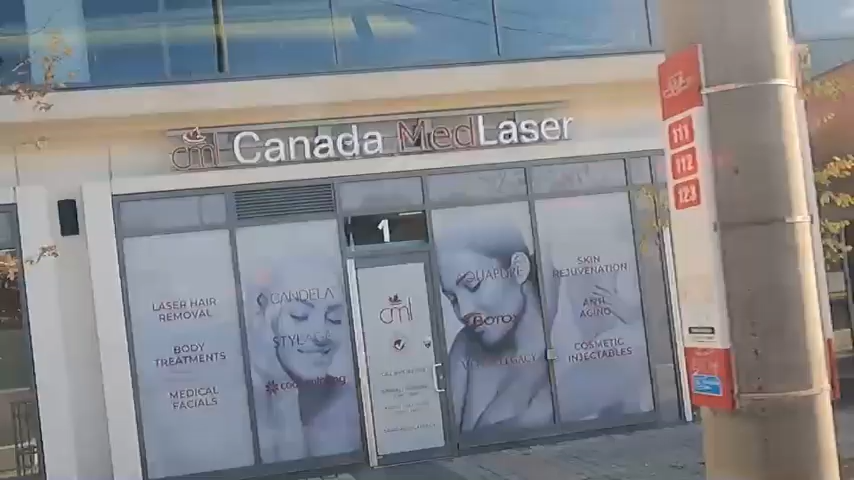 cml Canada MedLaser
1
LASER HAIR
REMOVAL
BODY
TREATMENTS
MEDICAL
FACIALS
CANDELA
STYLAGE
coolsculpting
cml
AQUAPURE
BOTOX
LEGACY
SKIN
REJUVENATION
ANTI
AGING
COSMETIC
INJECTABLES
111
112
123